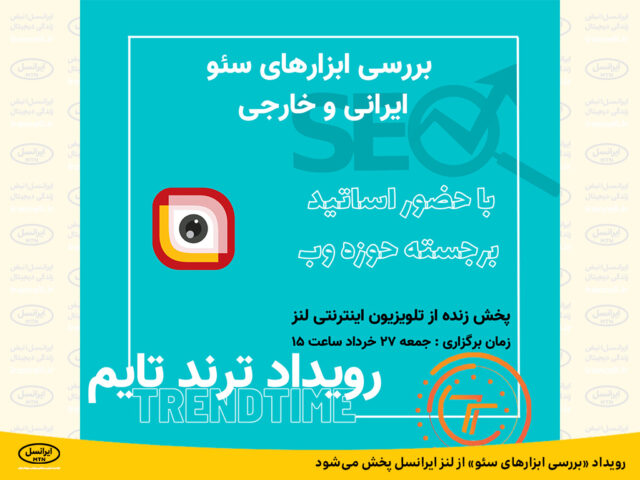 بررسی ابزارهای سئو
ایرانی و خارجی
SEO
با حضور اساتید
برجسته حوزه وب
پخش زنده از تلویزیون اینترنتی لنز
زمان برگزاری : جمعه ۲۷ خرداد ساعت ۱۵
رویداد ترند تایم
TRENDTIME
ایرانسل
MTN
رویداد «بررسی ابزارهای سئو» از لنز ایرانسل پخش می‌شود